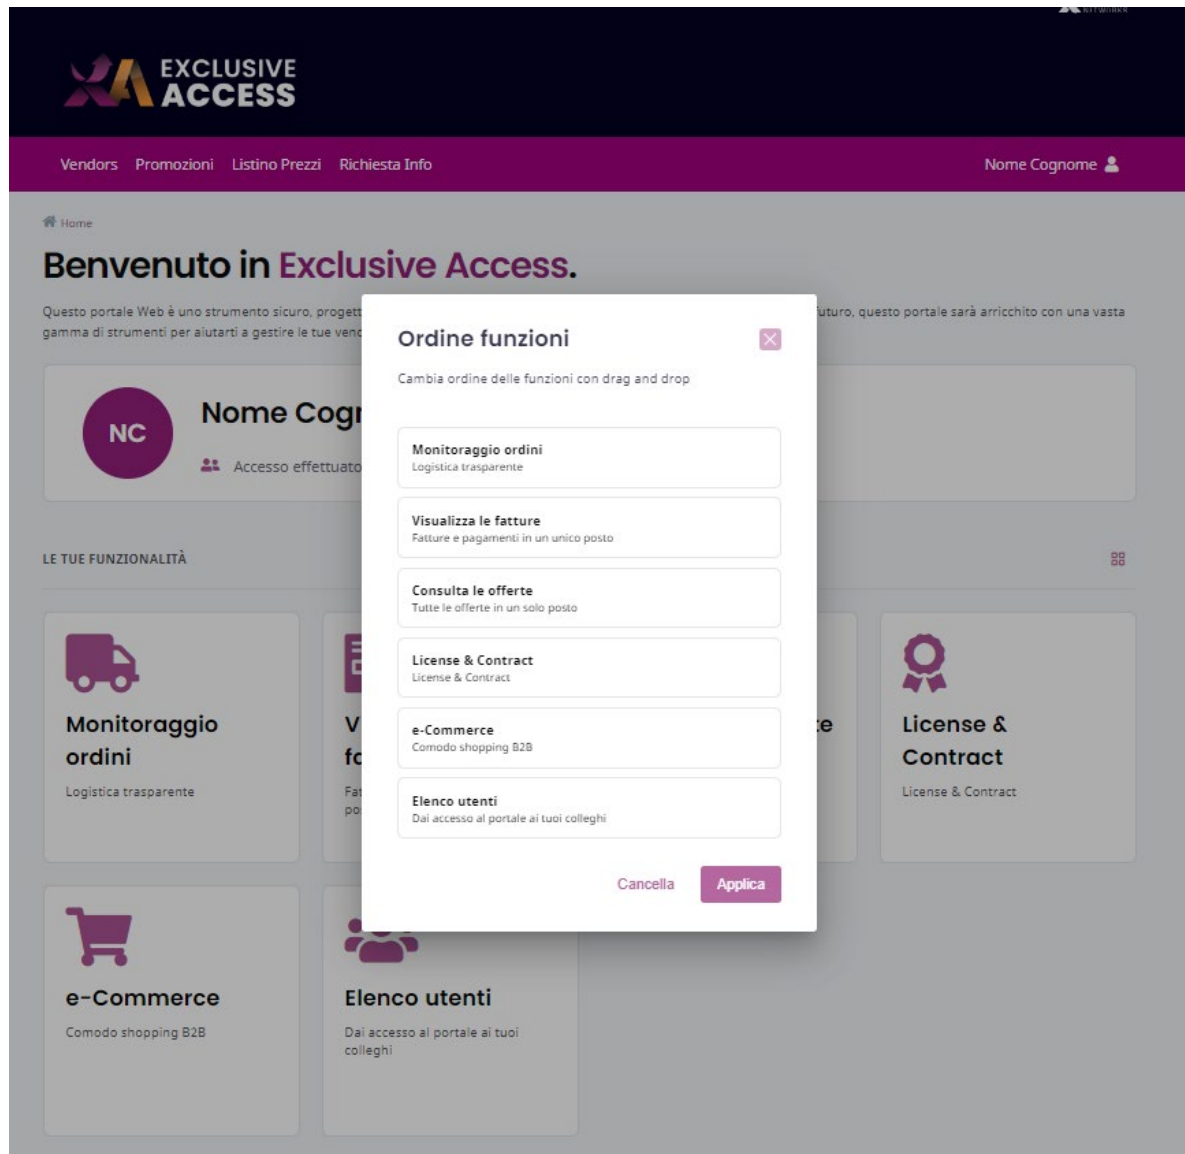 NETWORKS
EXCLUSIVE
ACCESS
Vendors Promozioni Listino Prezzi Richiesta Info Nome Cognome
Home
Benvenuto in Exclusive Access.
Questo portale Web è uno strumento sicuro, futuro, questo portale sarà arricchito con una vasta
gamma di strumenti per aiutarti a gestire le tue
Ordine funzioni
Cambia ordine delle funzioni con drag and drop
NC
Nome
Accesso effettuato
Monitoraggio ordini
Logistica trasparente
Visualizza le fatture
Fatture e pagamenti in un unico posto
Consulta le offerte
Tutte le offerte in un solo posto
License & Contract
License & Contract
e-Commerce
Comodo shopping B2B
Elenco utenti
Dai accesso al portale ai tuoi colleghi
Cancella Applica
LE TUE FUNZIONALITÀ
Monitoraggio
ordini
Logistica trasparente
License &
Contract
License & Contract
e-Commerce
Comodo shopping B2B
Elenco utenti
Dai accesso al portale ai tuoi
colleghi